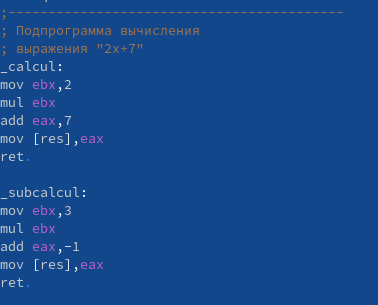 ;-----------------------------------------
; Подпрограмма вычисления
; выражения "2x+7"
_calcul:
mov ebx,2
mul ebx
add eax,7
mov [res],eax
ret.

_subcalcul:
mov ebx,3
mul ebx
add eax,-1
mov [res],eax
ret.